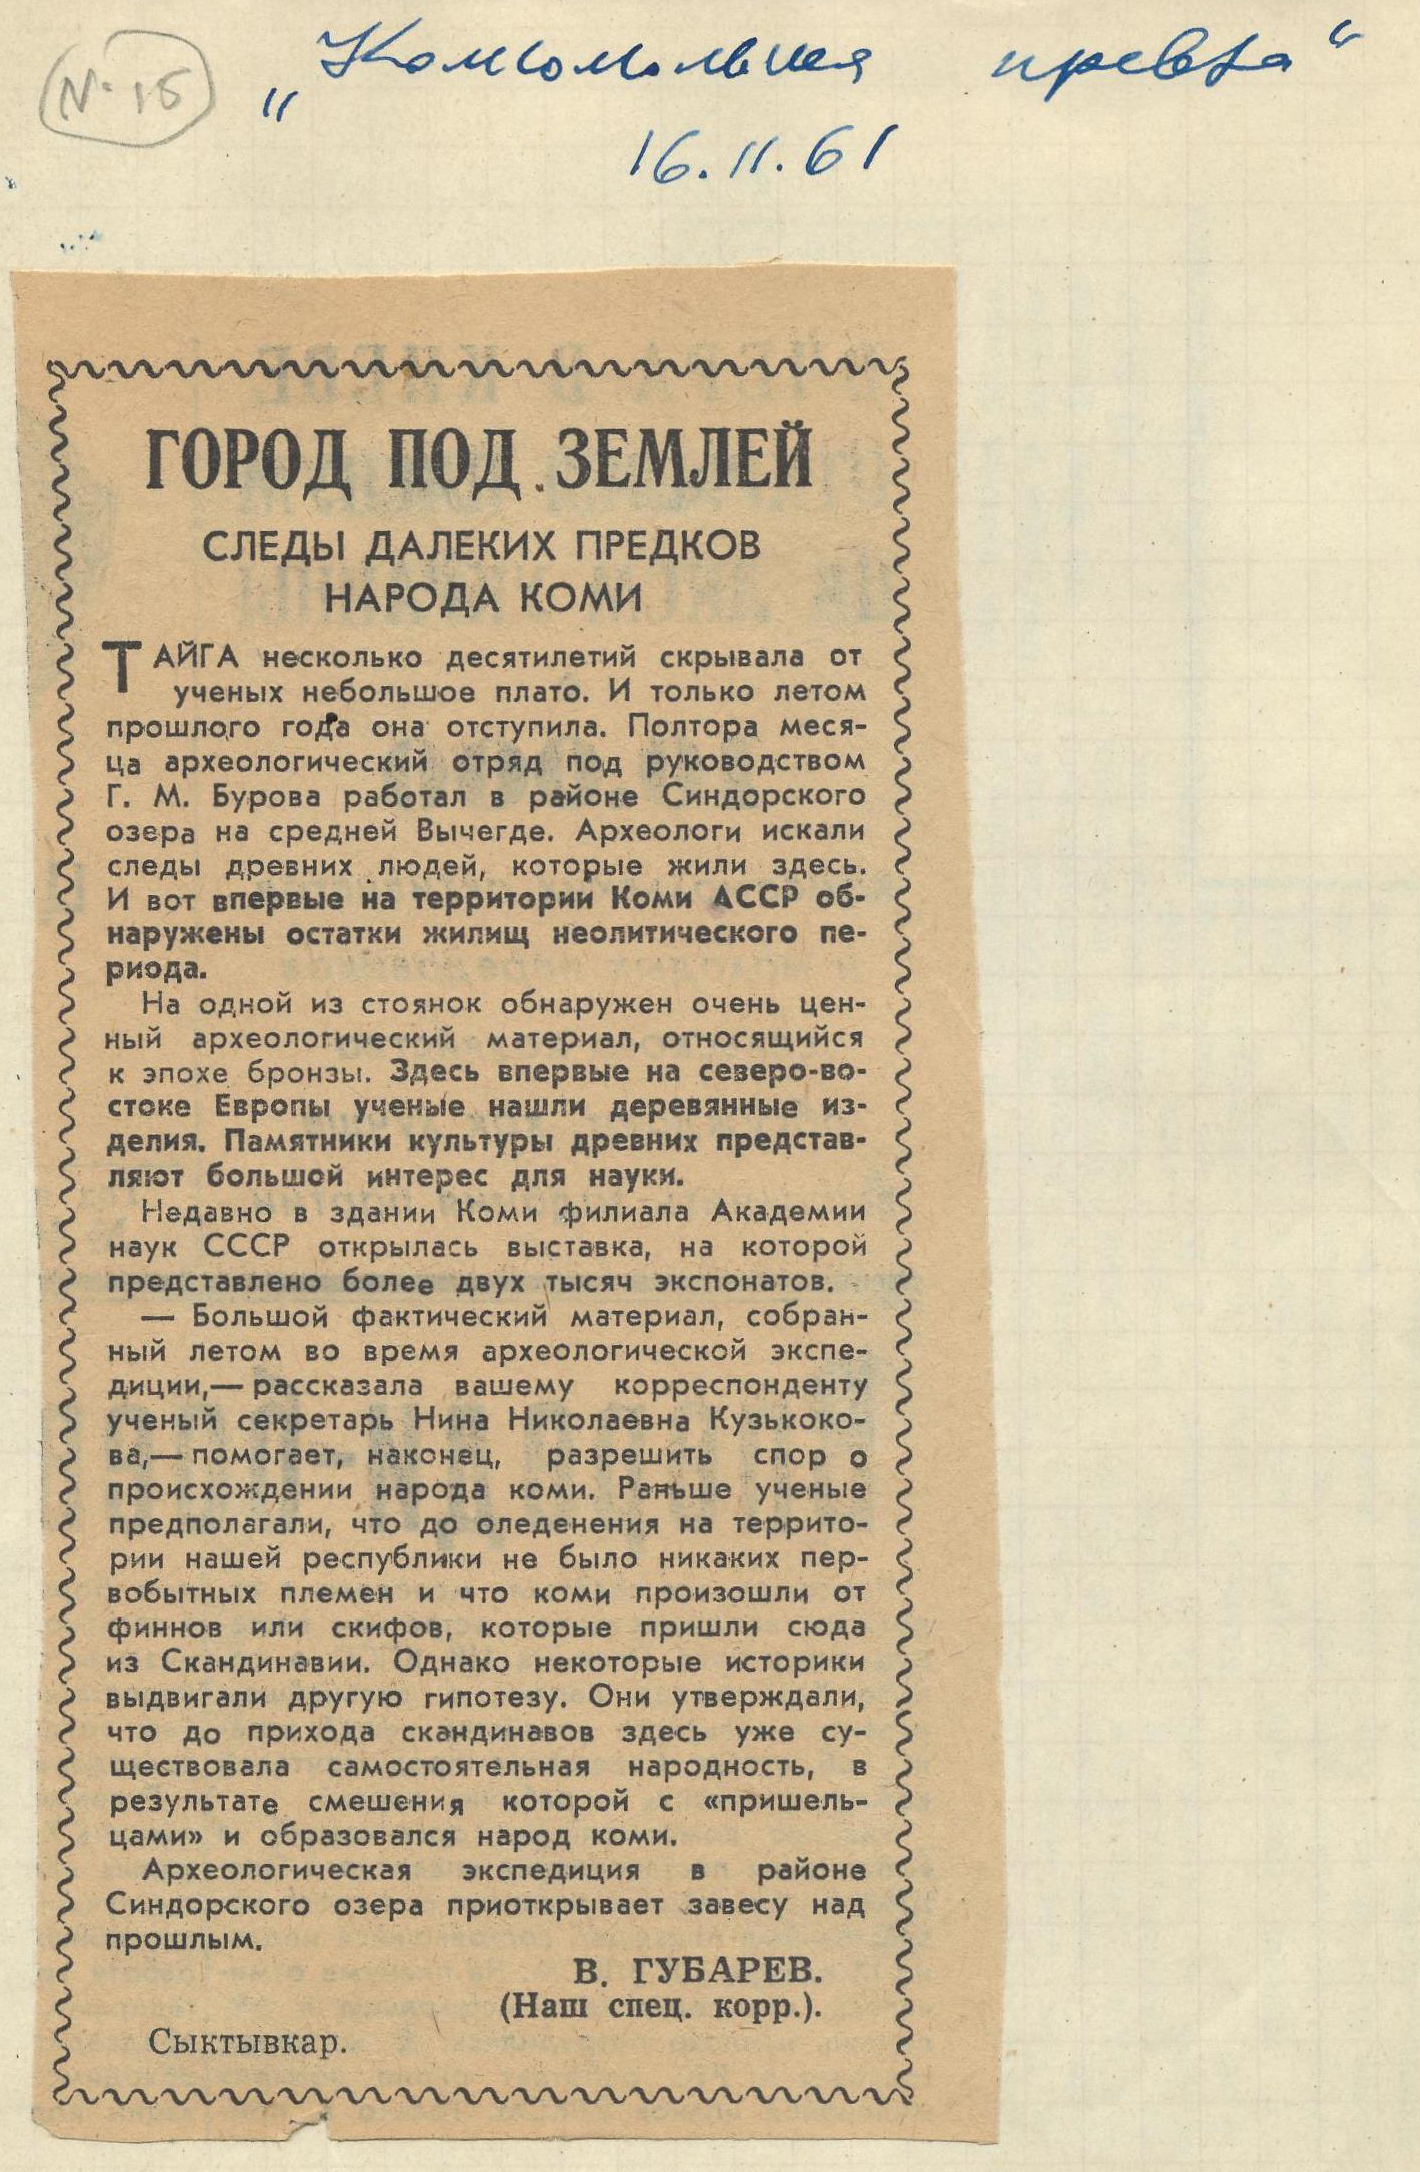 N-15
„Комсомольская правда“
16.II.61
ГОРОД ПОД ЗЕМЛЕЙ
СЛЕДЫ ДАЛЕКИХ ПРЕДКОВ
НАРОДА КОМИ
ТАЙГА несколько десятилетий скрывала от
ученых небольшое плато. И только летом
прошлого года она отступила. Полтора меся-
ца археологический отряд под руководством
Г. М. Бурова работал в районе Синдорского
озера на средней Вычегде. Археологи искали
следы древних людей, которые жили здесь.
И вот впервые на территории Коми АССР об-
наружены остатки жилищ неолитического пе-
риода.
На одной из стоянок обнаружен очень цен-
ный археологический материал, относящийся
к эпохе бронзы. Здесь впервые на северо-во-
стоке Европы ученые нашли деревянные из-
делия. Памятники культуры древних представ-
ляют большой интерес для науки.
Недавно в здании Коми филиала Академии
наук СССР открылась выставка, на которой
представлено более двух тысяч экспонатов.
— Большой фактический материал, собран-
ный летом во время археологической экспе-
диции,— рассказала вашему корреспонденту
ученый секретарь Нина Николаевна Кузькоко-
ва,— помогает, наконец, разрешить спор о
происхождении народа коми. Раньше ученые
предполагали, что до оледенения на террито-
рии нашей республики не было никаких пер-
вобытных племен и что коми произошли от
финнов или скифов, которые пришли сюда
из Скандинавии. Однако некоторые историки
выдвигали другую гипотезу. Они утверждали,
что до прихода скандинавов здесь уже су-
ществовала самостоятельная народность, в
результате смешения которой с «пришель-
цами» и образовался народ коми.
Археологическая экспедиция в районе
Синдорского озера приоткрывает завесу над
прошлым.
В. ГУБАРЕВ.
(Наш спец. корр.).
Сыктывкар.